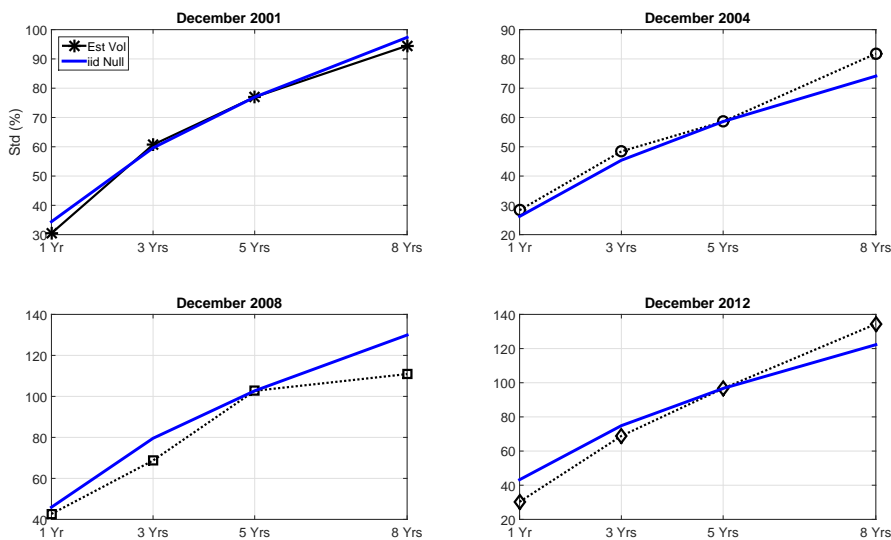 December 2001
100
90
80
70
60
50
40
30
Std (%)
Est Vol
iid Null
1 Yr
3 Yrs
5 Yrs
8 Yrs
December 2004
90
80
70
60
50
40
30
20
1 Yr
3 Yrs
5 Yrs
8 Yrs
December 2008
140
120
100
80
60
40
1 Yr
3 Yrs
5 Yrs
8 Yrs
December 2012
140
120
100
80
60
40
20
1 Yr
3 Yrs
5 Yrs
8 Yrs